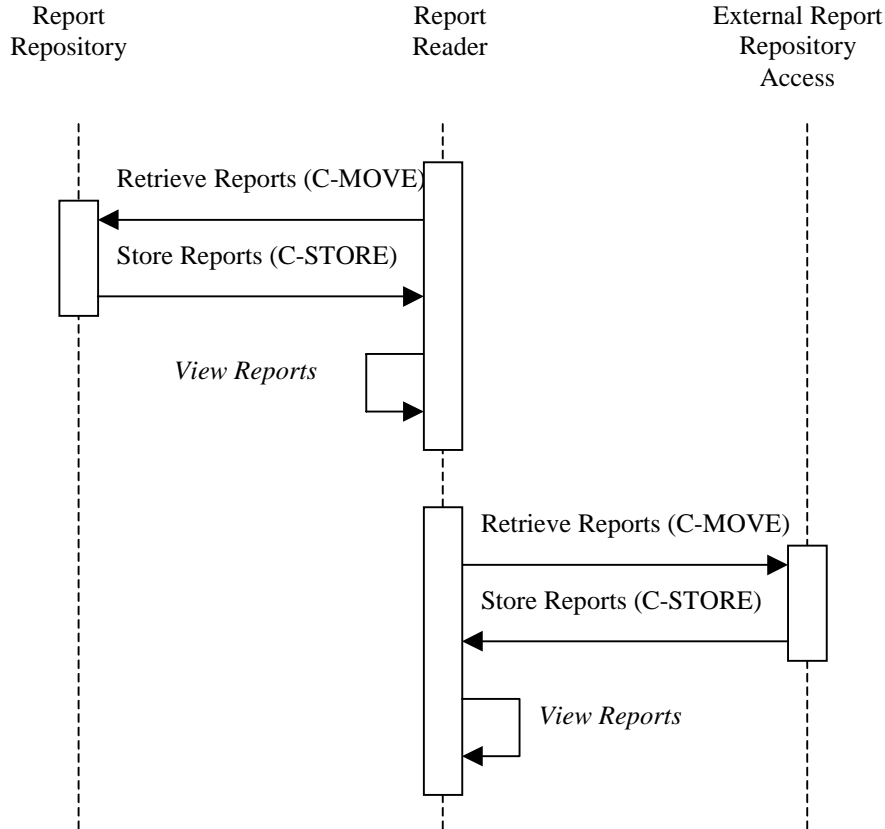 Report
Repository
Report
Reader
External Report
Repository
Access
Retrieve Reports (C-MOVE)
Store Reports (C-STORE)
View Reports
Retrieve Reports (C-MOVE)
Store Reports (C-STORE)
View Reports